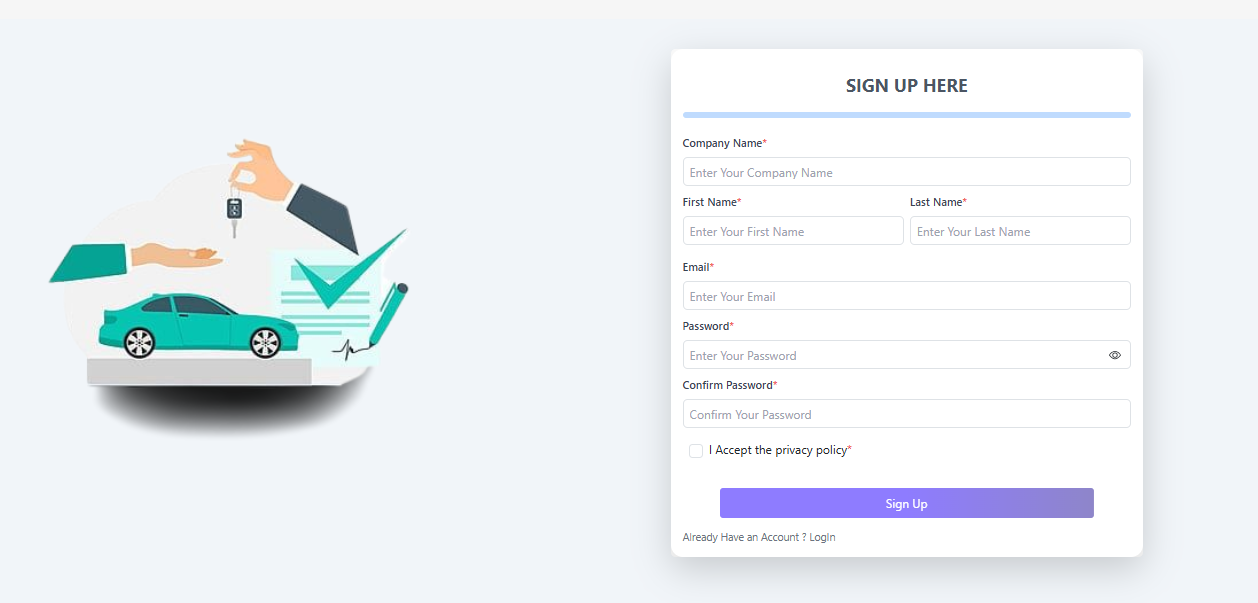 SIGN UP HERE
Company Name*
Enter Your Company Name
First Name* Last Name*
Enter Your First Name Enter Your Last Name
Email*
Enter Your Email
Password*
Enter Your Password
Confirm Password*
Confirm Your Password
I Accept the privacy policy*
Sign Up
Already Have an Account ? LogIn